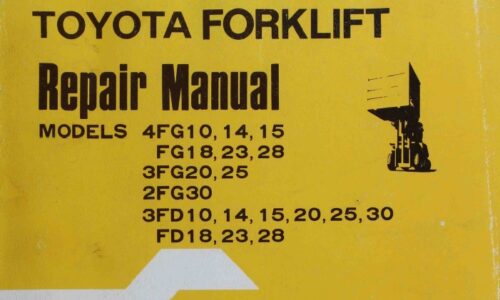 TOYOTA FORKLIFT
Repair Manual
MODELS 4FG10, 14, 15
FG18, 23, 28
3FG20, 25
2FG30
3FD10, 14, 15, 20, 25, 30
FD18, 23, 28